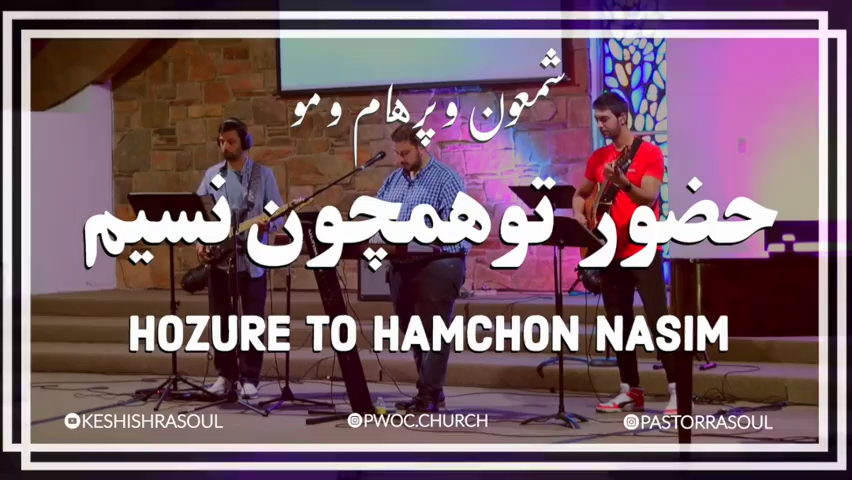 شمعون و پرهام و مو
حضور تو همچون نسیم
HOZURE TO HAMCHON NASIM
KESHISHRASOUL
PWOC.CHURCH
PASTORRASOUL